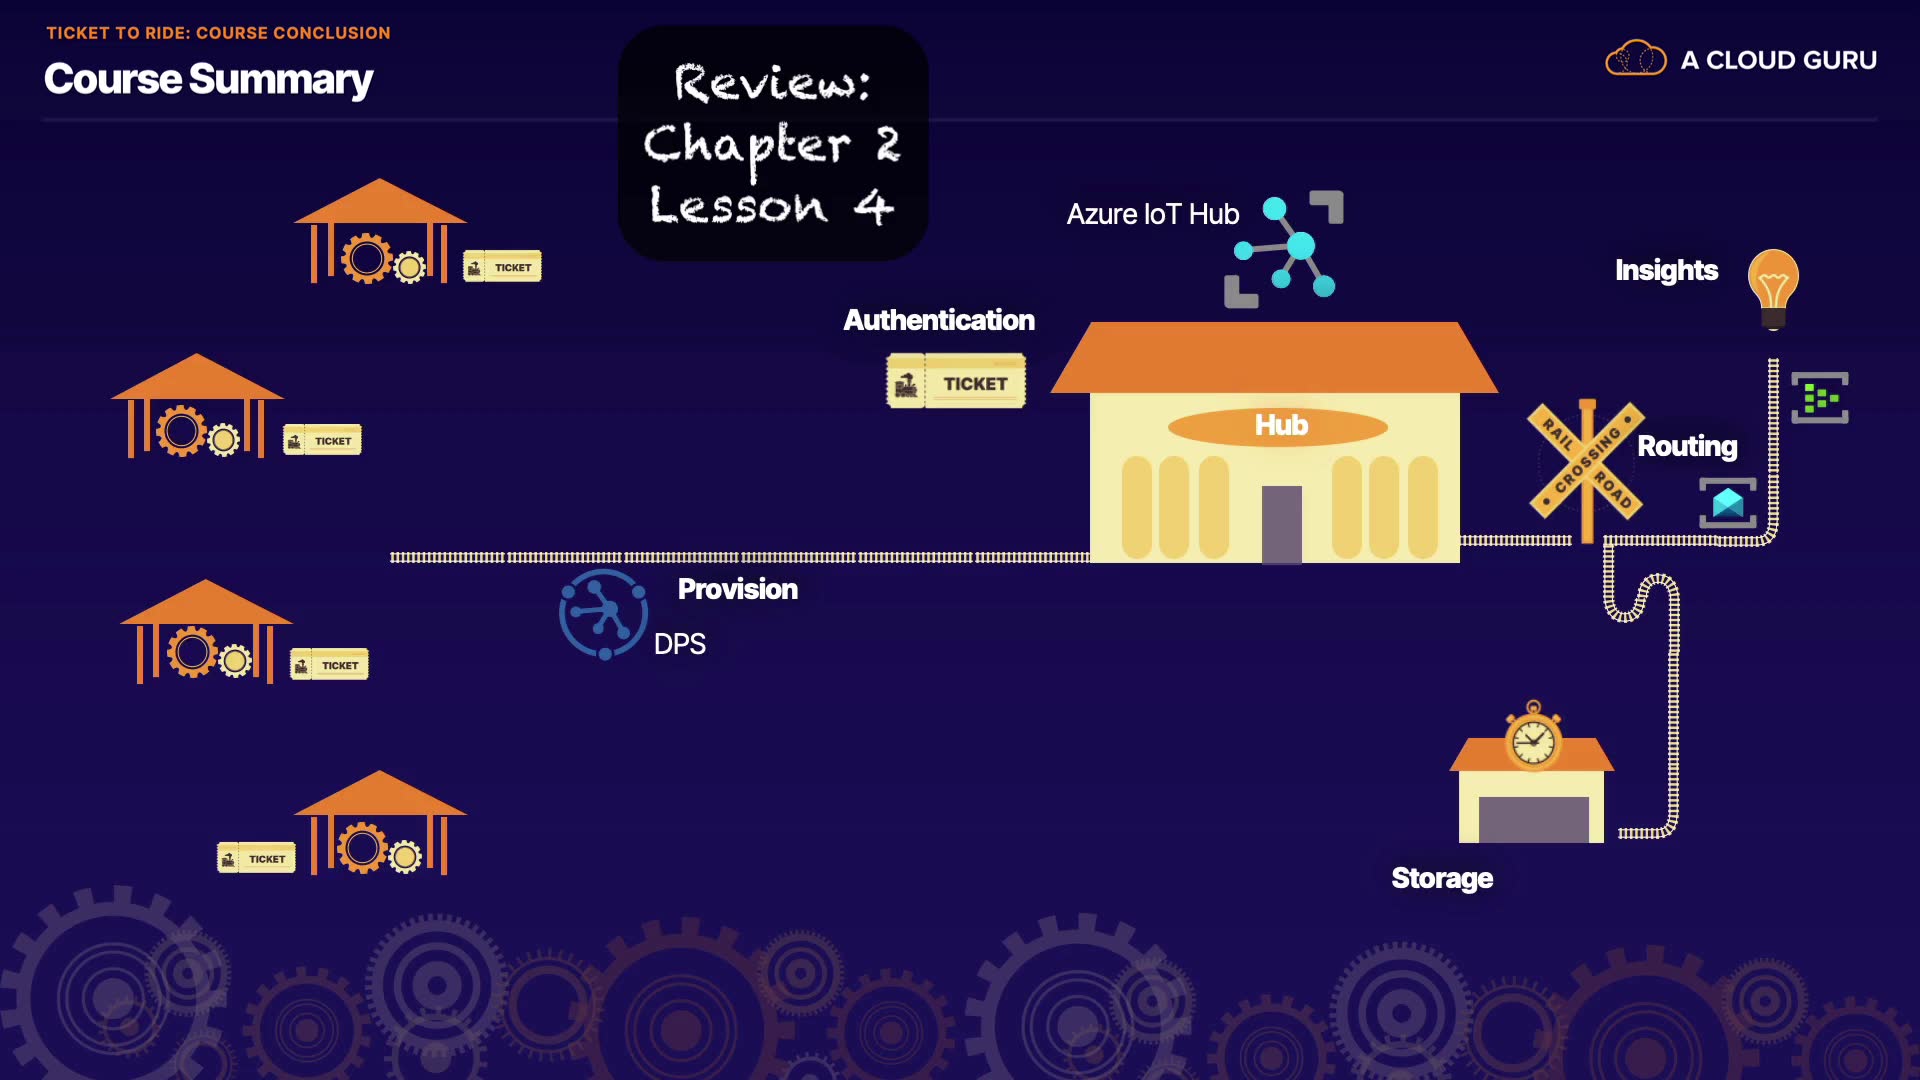 TICKET TO RIDE: COURSE CONCLUSION
Course Summary
Review:
Chapter 2
Lesson 4
A CLOUD GURU
Azure IoT Hub
Insights
TICKET
Authentication
TICKET
Hub
RAIL
CROSSING
ROAD
Routing
TICKET
Provision
DPS
TICKET
TICKET
Storage